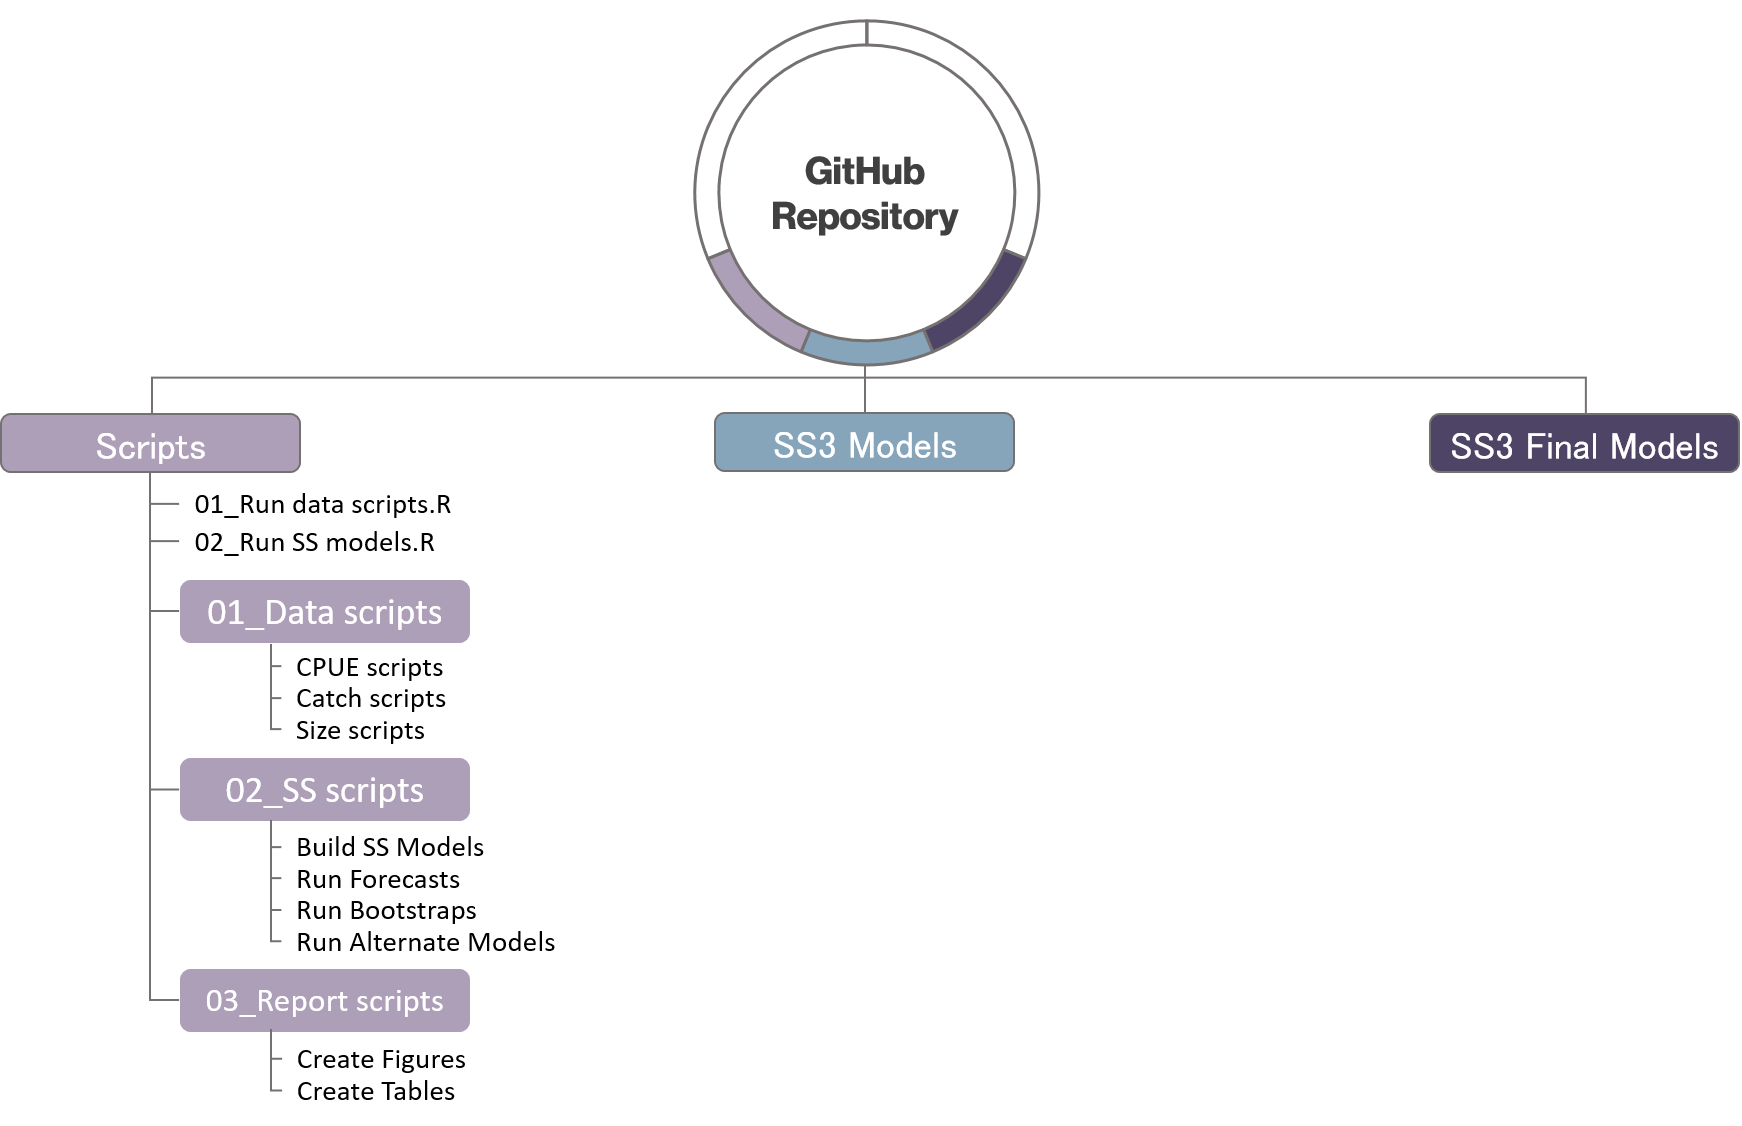 GitHub
Repository
Scripts
SS3 Models
SS3 Final Models
01_Run data scripts.R
02_Run SS models.R
01_Data scripts
CPUE scripts
Catch scripts
Size scripts
02_SS scripts
Build SS Models
Run Forecasts
Run Bootstraps
Run Alternate Models
03_Report scripts
Create Figures
Create Tables